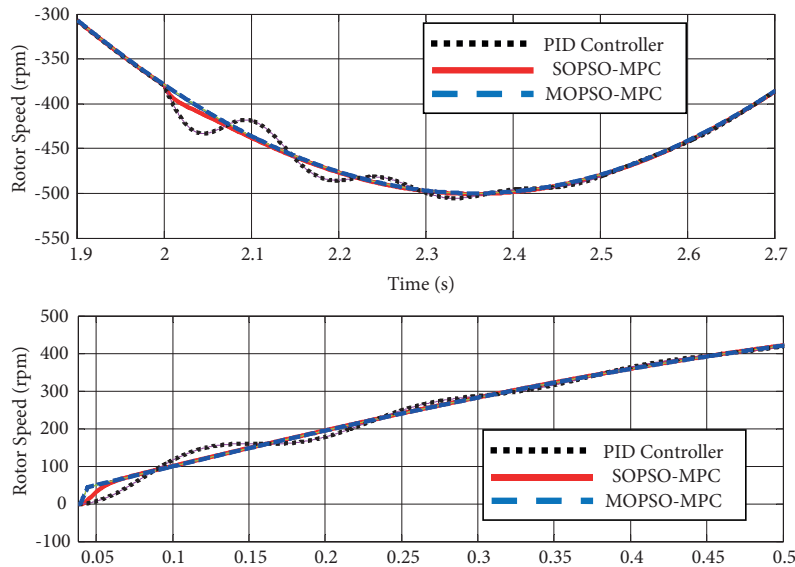 -300
-350
-400
-450
-500
-550
Rotor Speed (rpm)
PID Controller
SOPSO-MPC
MOPSO-MPC
1.9 2 2.1 2.2 2.3 2.4 2.5 2.6 2.7
Time (s)
500
400
300
200
100
0
-100
Rotor Speed (rpm)
PID Controller
SOPSO-MPC
MOPSO-MPC
0.05 0.1 0.15 0.2 0.25 0.3 0.35 0.4 0.45 0.5